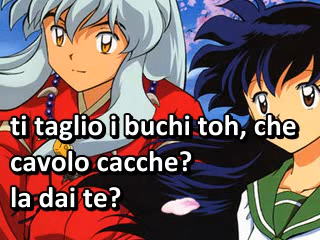 ti taglio i buchi toh, che
cavolo cacche?
la dai te?